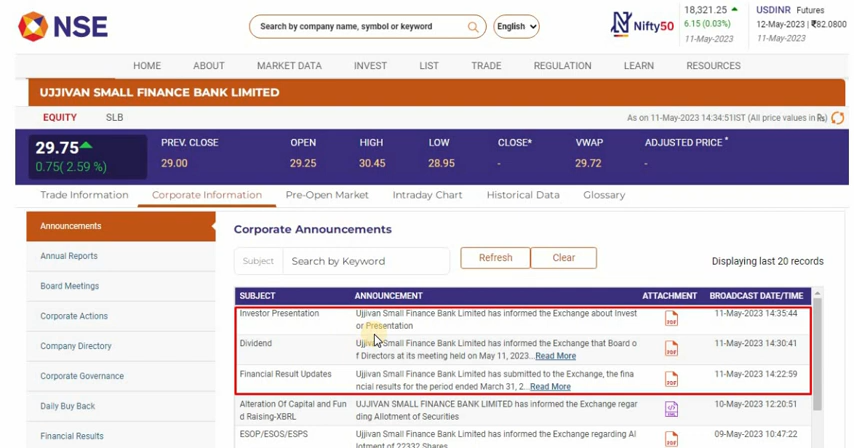 NSE
Search by company name, symbol or keyword
English
Nifty50
18,321.25
6.15 (0.03%)
11-May-2023
USDINR Futures
12-May-2023 | ₹82.0800
11-May-2023
HOME ABOUT MARKET DATA INVEST LIST TRADE REGULATION LEARN RESOURCES
UJJIVAN SMALL FINANCE BANK LIMITED
EQUITY SLB
As on 11-May-2023 14:34:51IST (All price values in ₨)
29.75
0.75( 2.59 %)
PREV. CLOSE OPEN HIGH LOW CLOSE* VWAP ADJUSTED PRICE *
29.00 29.25 30.45 28.95 - 29.72 -
Trade Information Corporate Information Pre-Open Market Intraday Chart Historical Data Glossary
Announcements
Annual Reports
Board Meetings
Corporate Actions
Company Directory
Corporate Governance
Daily Buy Back
Financial Results
Corporate Announcements
Subject Search by Keyword Refresh Clear
Displaying last 20 records
SUBJECT ANNOUNCEMENT ATTACHMENT BROADCAST DATE/TIME
Investor Presentation Ujjivan Small Finance Bank Limited has informed the Exchange about Invest PDF 11-May-2023 14:35:44
or Presentation
Dividend Ujjivan Small Finance Bank Limited has informed the Exchange that Board o PDF 11-May-2023 14:30:41
f Directors at its meeting held on May 11, 2023...Read More
Financial Result Updates Ujjivan Small Finance Bank Limited has submitted to the Exchange, the fina PDF 11-May-2023 14:22:59
ncial results for the period ended March 31, 2...Read More
Alteration Of Capital and Fun UJJIVAN SMALL FINANCE BANK LIMITED has informed the Exchange regar 10-May-2023 12:20:51
d Raising-XBRL ding Allotment of Securities
ESOP/ESOS/ESPS Ujjivan Small Finance Bank Limited has informed the Exchange regarding Al PDF 09-May-2023 10:47:22
lotment of 22332 Shares